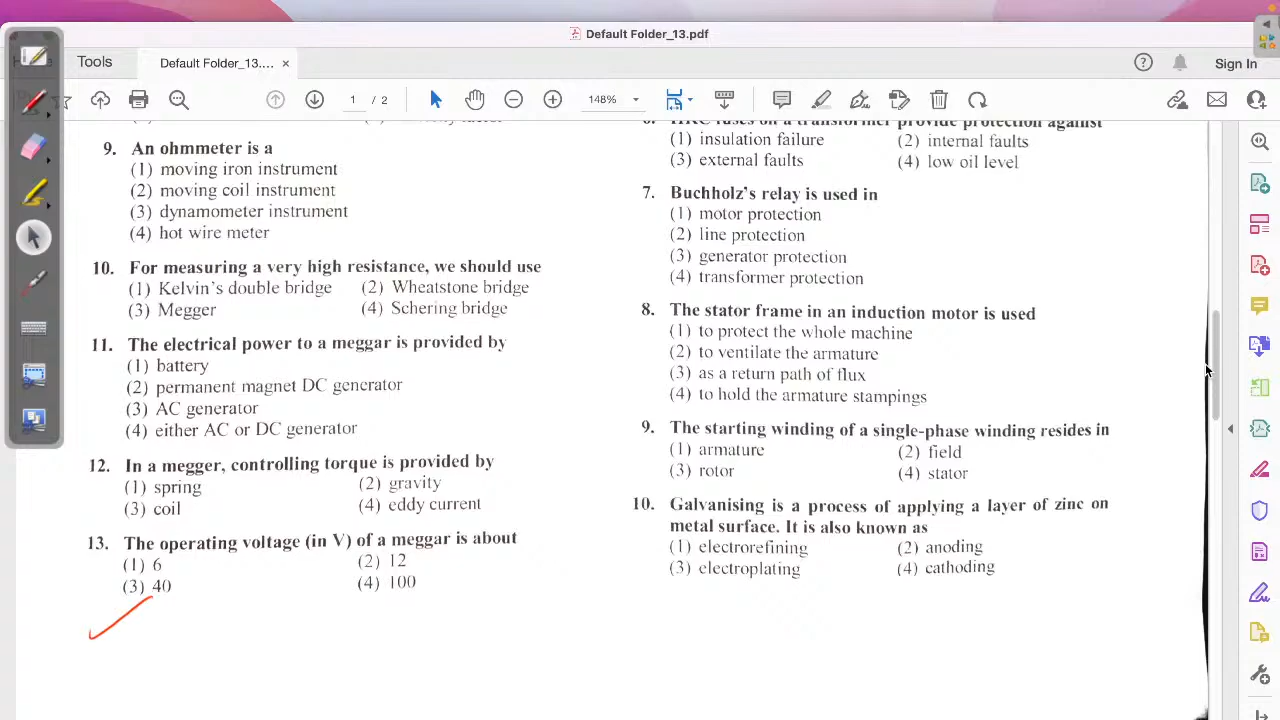 Default Folder_13.pdf
Tools
Default Folder_13.... ×
Sign In
1 / 2
148%
9. An ohmmeter is a
(1) moving iron instrument
(2) moving coil instrument
(3) dynamometer instrument
(4) hot wire meter
10. For measuring a very high resistance, we should use
(1) Kelvin's double bridge (2) Wheatstone bridge
(3) Megger (4) Schering bridge
11. The electrical power to a meggar is provided by
(1) battery
(2) permanent magnet DC generator
(3) AC generator
(4) either AC or DC generator
12. In a megger, controlling torque is provided by
(1) spring (2) gravity
(3) coil (4) eddy current
13. The operating voltage (in V) of a meggar is about
(1) 6 (2) 12
(3) 40 (4) 100
HRC fuses on a transformer provide protection against
(1) insulation failure (2) internal faults
(3) external faults (4) low oil level
7. Buchholz's relay is used in
(1) motor protection
(2) line protection
(3) generator protection
(4) transformer protection
8. The stator frame in an induction motor is used
(1) to protect the whole machine
(2) to ventilate the armature
(3) as a return path of flux
(4) to hold the armature stampings
9. The starting winding of a single-phase winding resides in
(1) armature (2) field
(3) rotor (4) stator
10. Galvanising is a process of applying a layer of zinc on
metal surface. It is also known as
(1) electrorefining (2) anoding
(3) electroplating (4) cathoding